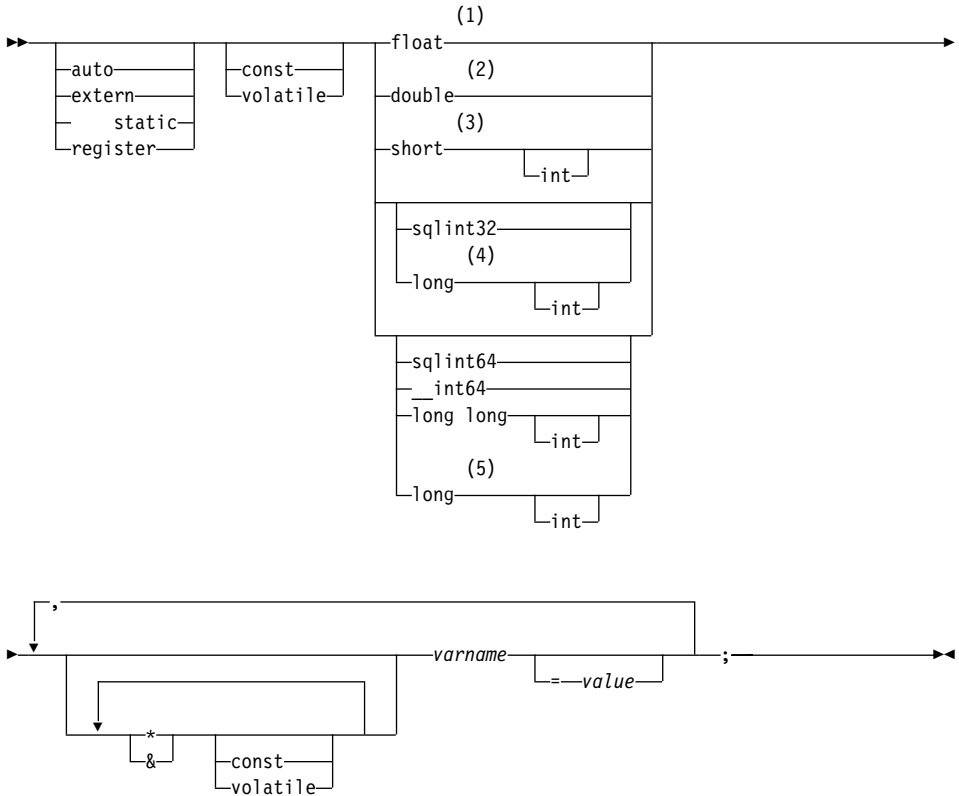 (1)
float
auto const (2)
extern volatile double
static (3)
register short
int
sqlint32
(4)
long
int
sqlint64
__int64
long long
int
(5)
long
int
,
varname ;
= value
*
& const
volatile